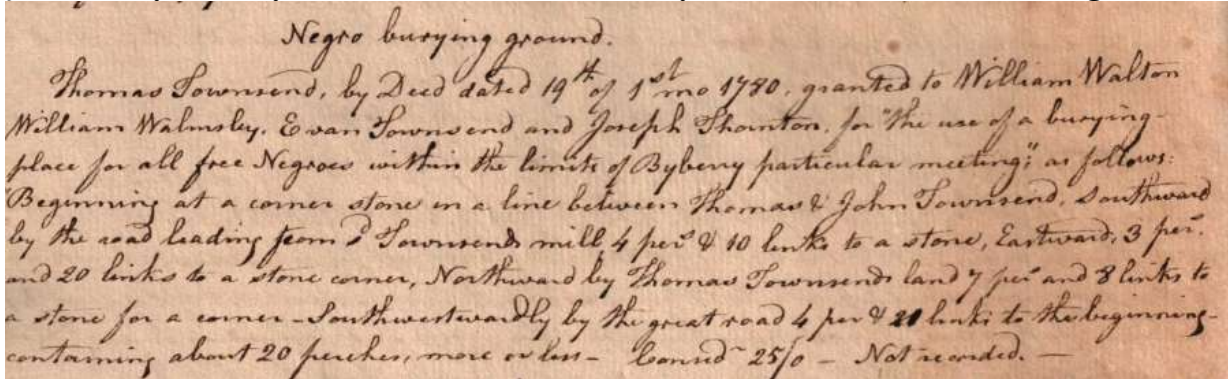 Negro burying ground.
Thomas Townsend, by Deed dated 19th of 1st mo 1780, granted to William Walton
William Walmsley, Evan Townsend and Joseph Thornton, for "the use of a burying-
place for all free Negroes within the limits of Byberry particular meeting;" as follows:
"Beginning at a corner stone in a line between Thomas & John Townsend, Southward
by the road leading from sd Townsends mill 4 pers & 10 links to a stone, Eastward, 3 pers.
and 20 links to a stone corner, Northward by Thomas Townsends land 7 pers and 8 links to
a stone for a corner – Southwestwardly by the great road 4 per & 21 links to the beginning-
containing about 20 perches, more or less – Consid 25/0 – Not recorded. –